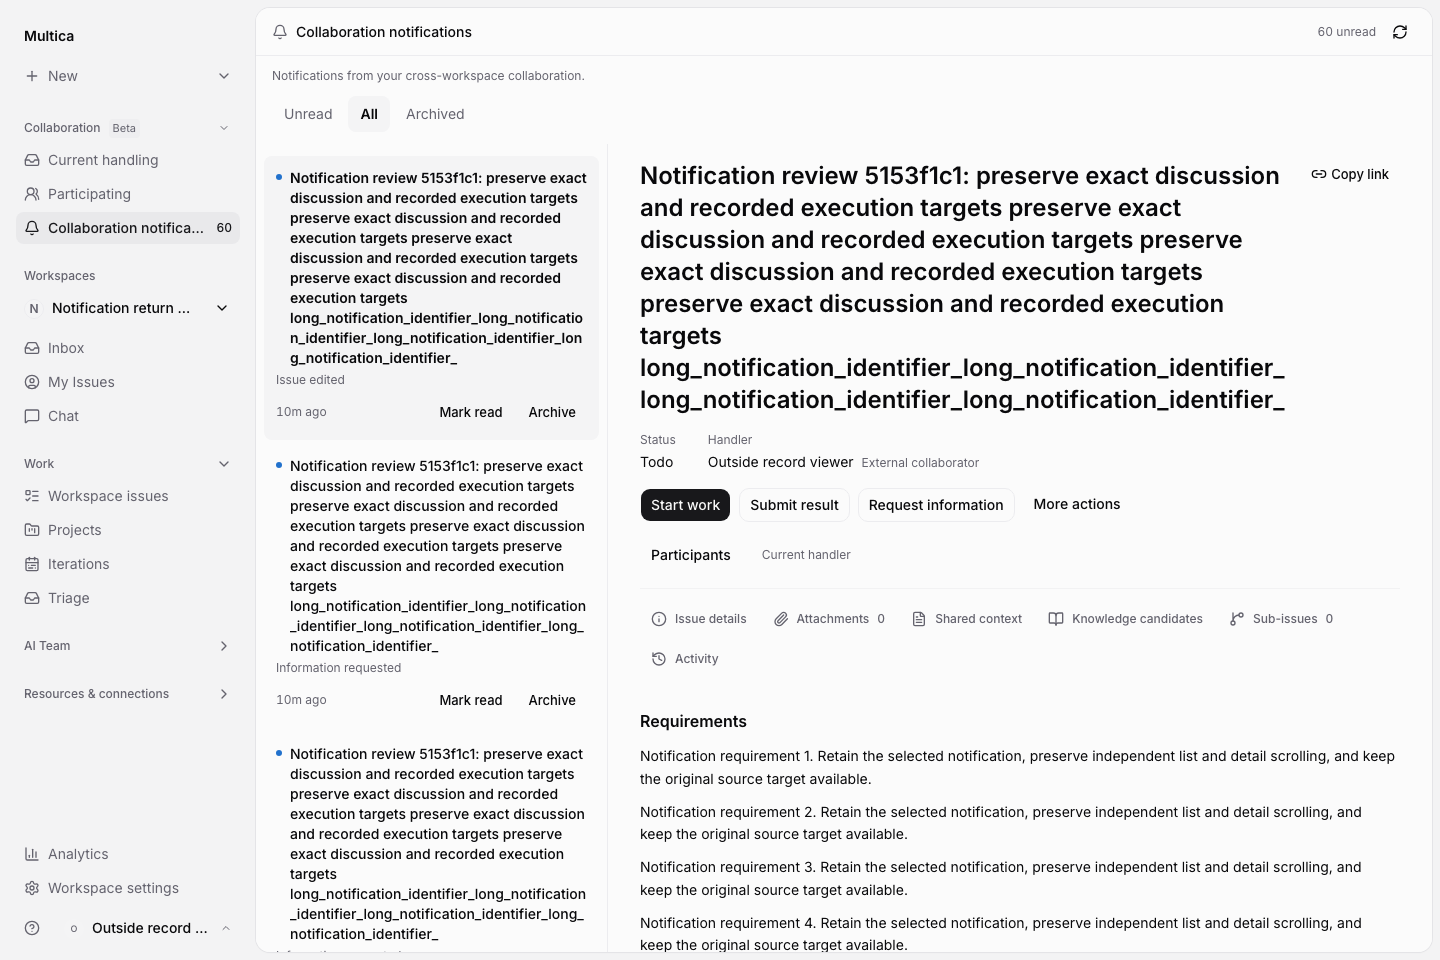 Multica
New
Collaboration Beta
Current handling
Participating
Collaboration notifica... 60
Workspaces
N Notification return ...
Inbox
My Issues
Chat
Work
Workspace issues
Projects
Iterations
Triage
AI Team
Resources & connections
Analytics
Workspace settings
o Outside record ...
Collaboration notifications
60 unread
Notifications from your cross-workspace collaboration.
Unread All Archived
Notification review 5153f1c1: preserve exact
discussion and recorded execution targets
preserve exact discussion and recorded
execution targets preserve exact
discussion and recorded execution targets
preserve exact discussion and recorded
execution targets
long_notification_identifier_long_notificatio
n_identifier_long_notification_identifier_lon
g_notification_identifier_
Issue edited
10m ago Mark read Archive
Notification review 5153f1c1: preserve exact
discussion and recorded execution targets
preserve exact discussion and recorded
execution targets preserve exact discussion
and recorded execution targets preserve
exact discussion and recorded execution
targets
long_notification_identifier_long_notification
_identifier_long_notification_identifier_long_
notification_identifier_
Information requested
10m ago Mark read Archive
Notification review 5153f1c1: preserve exact
discussion and recorded execution targets
preserve exact discussion and recorded
execution targets preserve exact discussion
and recorded execution targets preserve
exact discussion and recorded execution
targets
long_notification_identifier_long_notification
_identifier_long_notification_identifier_long_
notification_identifier_
Notification review 5153f1c1: preserve exact discussion
and recorded execution targets preserve exact
discussion and recorded execution targets preserve
exact discussion and recorded execution targets
preserve exact discussion and recorded execution
targets
long_notification_identifier_long_notification_identifier_
long_notification_identifier_long_notification_identifier_
Copy link
Status Handler
Todo Outside record viewer External collaborator
Start work Submit result Request information More actions
Participants Current handler
Issue details Attachments 0 Shared context Knowledge candidates Sub-issues 0
Activity
Requirements
Notification requirement 1. Retain the selected notification, preserve independent list and detail scrolling, and keep
the original source target available.
Notification requirement 2. Retain the selected notification, preserve independent list and detail scrolling, and
keep the original source target available.
Notification requirement 3. Retain the selected notification, preserve independent list and detail scrolling, and
keep the original source target available.
Notification requirement 4. Retain the selected notification, preserve independent list and detail scrolling, and
keep the original source target available.